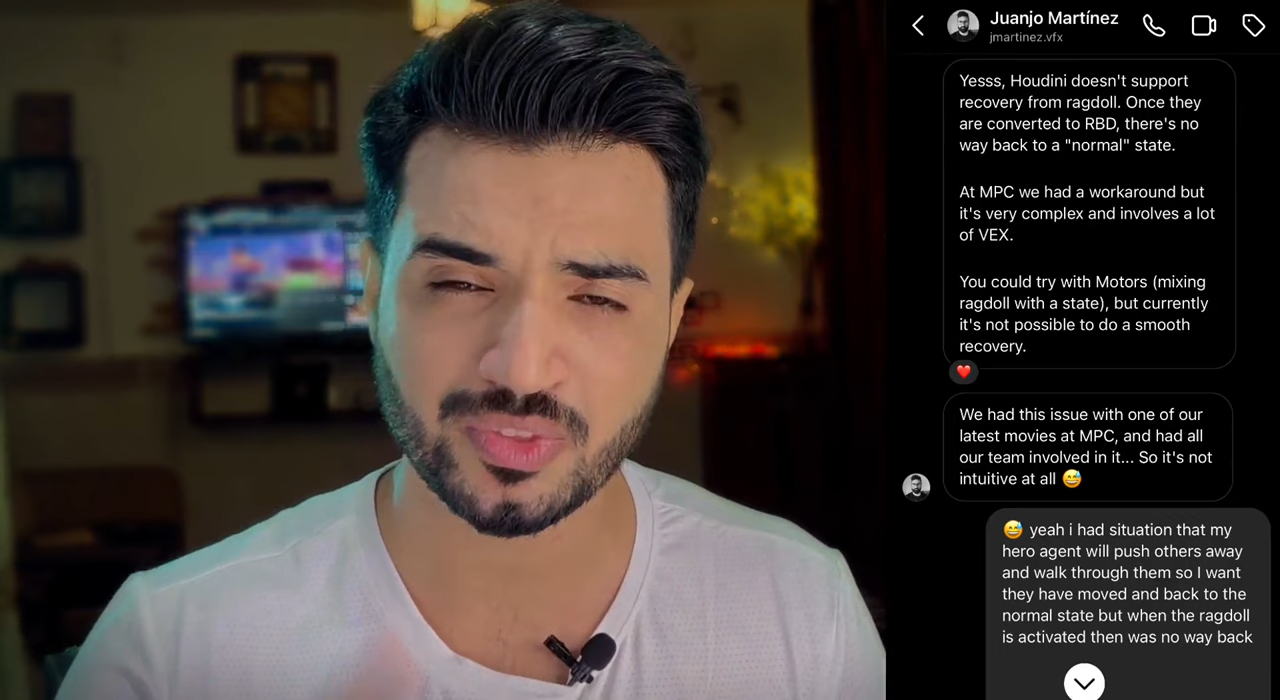 Juanjo Martínez
jmartinez.vfx
Yesss, Houdini doesn't support
recovery from ragdoll. Once they
are converted to RBD, there's no
way back to a "normal" state.
At MPC we had a workaround but
it's very complex and involves a lot
of VEX.
You could try with Motors (mixing
ragdoll with a state), but currently
it's not possible to do a smooth
recovery.
❤️
We had this issue with one of our
latest movies at MPC, and had all
our team involved in it... So it's not
intuitive at all 😅
😅 yeah i had situation that my
hero agent will push others away
and walk through them so I want
they have moved and back to the
normal state but when the ragdoll
is activated then was no way back